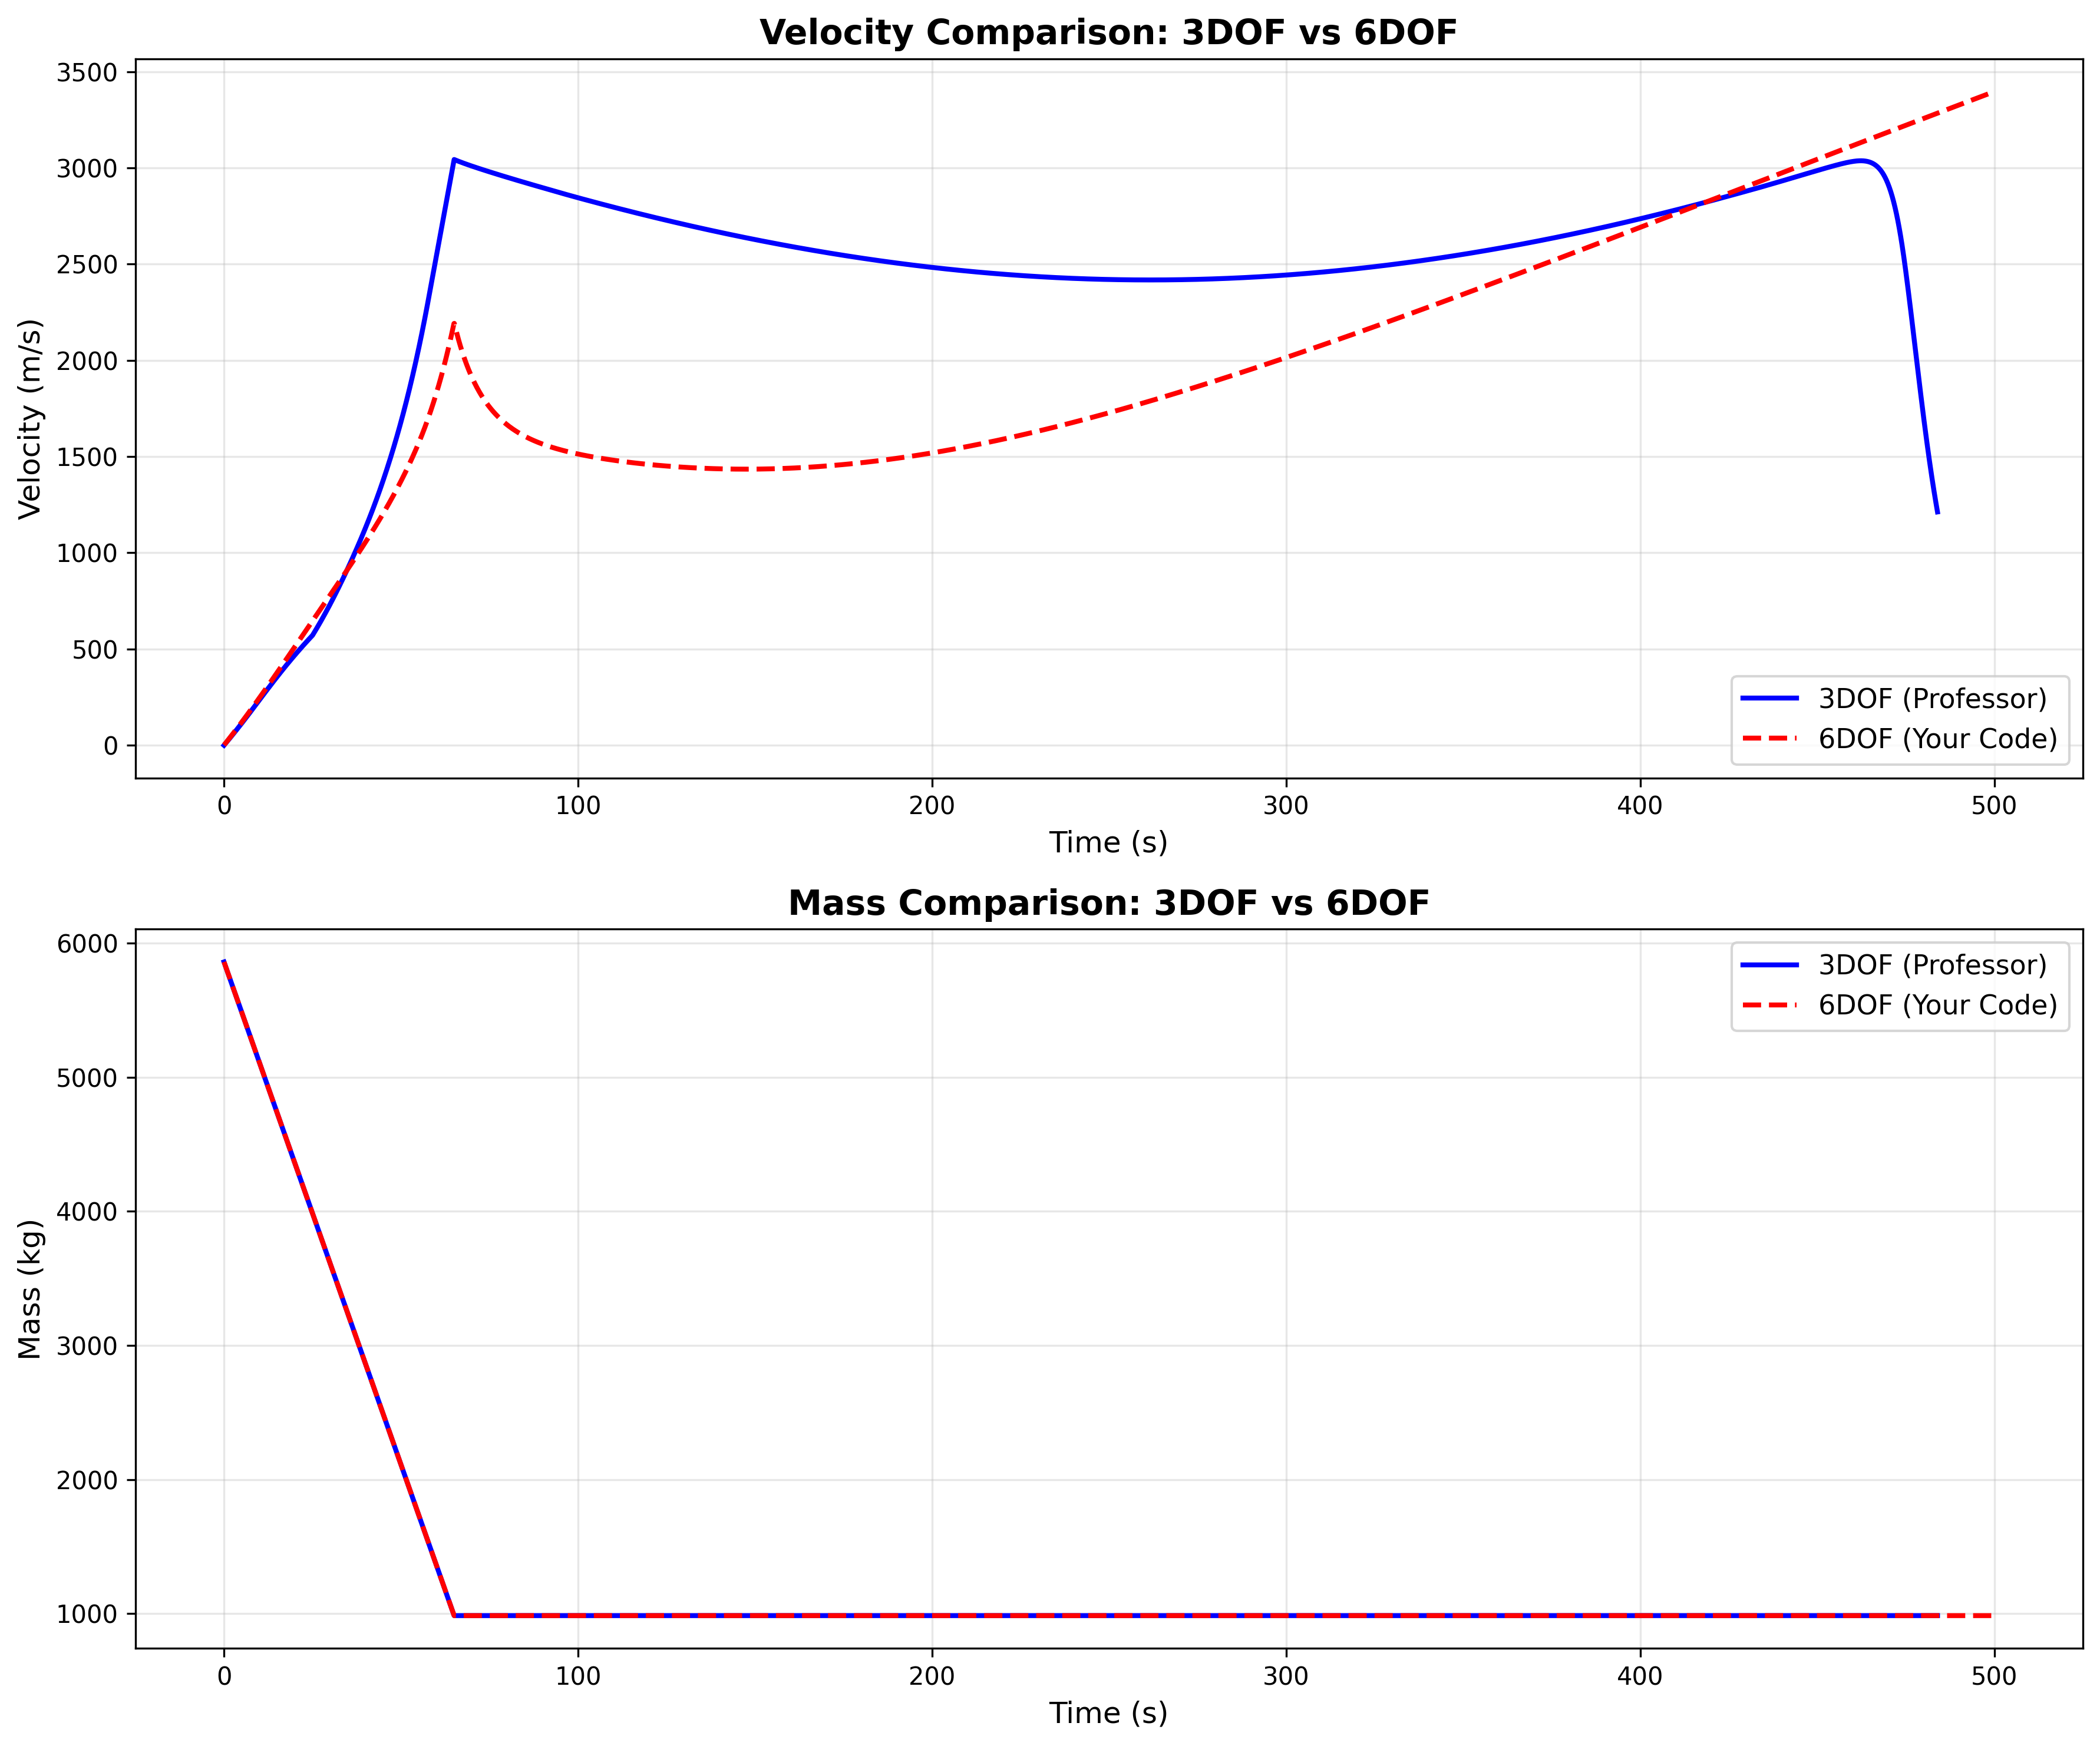 Velocity Comparison: 3DOF vs 6DOF
3500
3000
2500
2000
1500
1000
500
0
Velocity (m/s)
3DOF (Professor)
6DOF (Your Code)
0 100 200 300 400 500
Time (s)
Mass Comparison: 3DOF vs 6DOF
6000
5000
4000
3000
2000
1000
Mass (kg)
3DOF (Professor)
6DOF (Your Code)
0 100 200 300 400 500
Time (s)